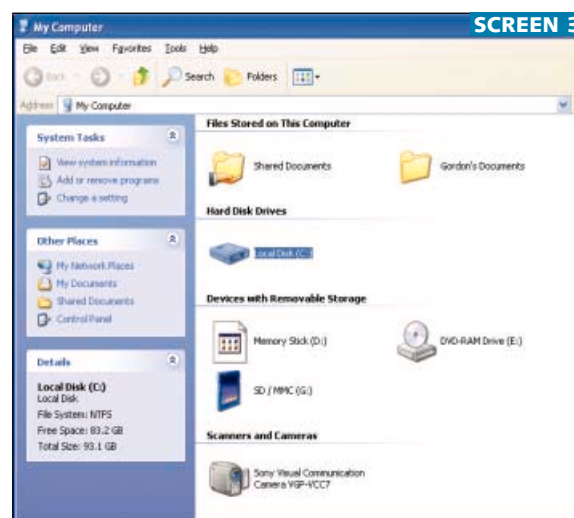 My Computer
SCREEN 3
File Edit View Favorites Tools Help
Back Search Folders
Address My Computer
System Tasks
View system information
Add or remove programs
Change a setting
Other Places
My Network Places
My Documents
Shared Documents
Control Panel
Details
Local Disk (C:)
Local Disk
File System: NTFS
Free Space: 83.2 GB
Total Size: 93.1 GB
Files Stored on This Computer
Shared Documents
Gordon's Documents
Hard Disk Drives
Local Disk (C:)
Devices with Removable Storage
Memory Stick (D:)
DVD-RAM Drive (E:)
SD / MMC (G:)
Scanners and Cameras
Sony Visual Communication
Camera VGP-VCC7